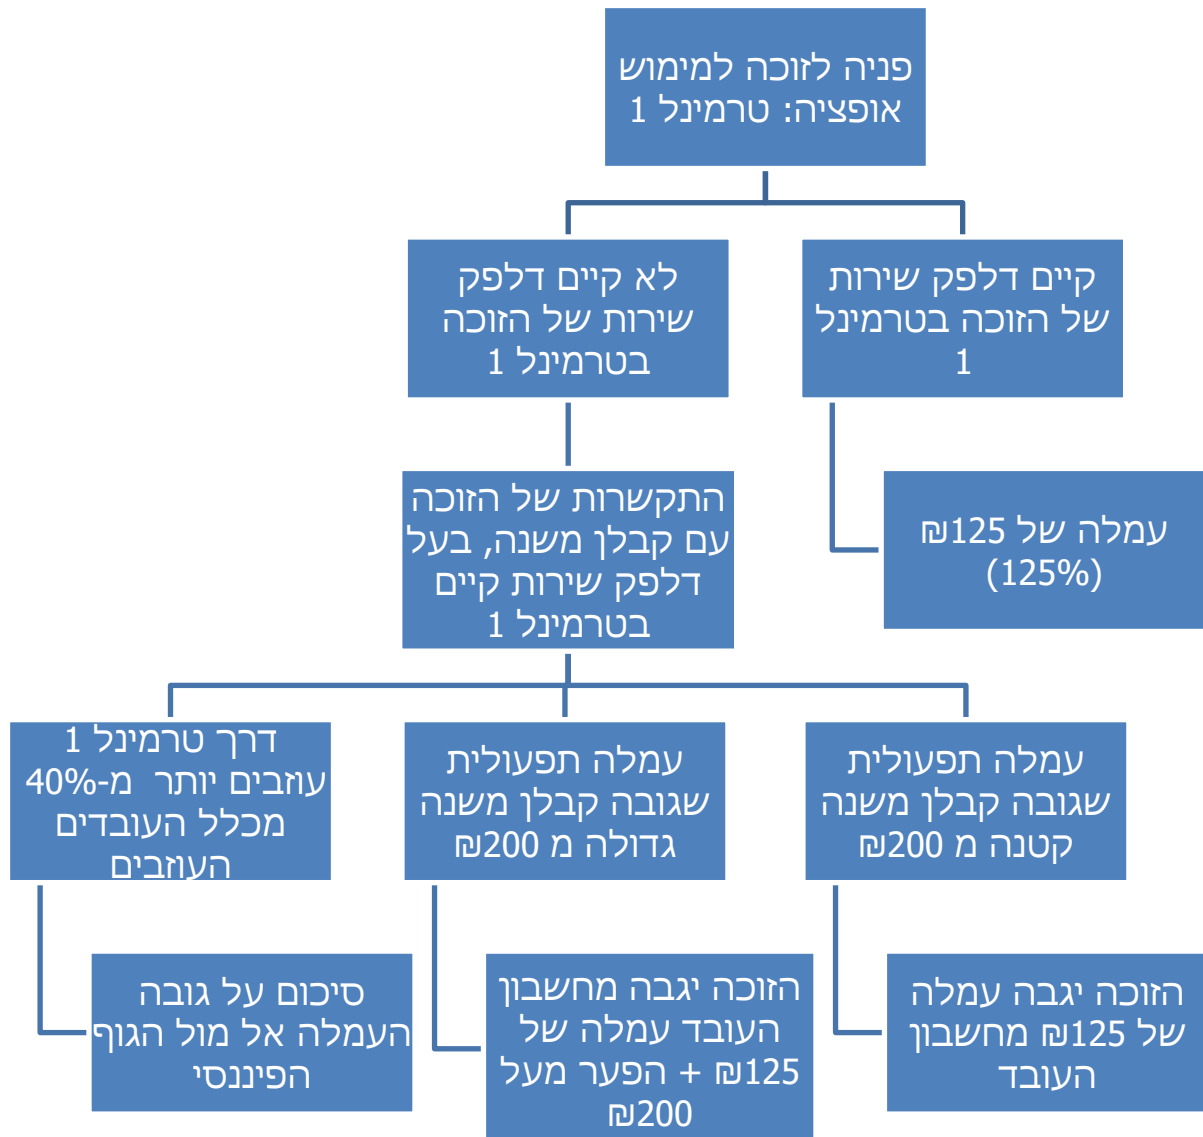 פניה לזוכה למימוש
אופציה: טרמינל 1
קיים דלפק שירות
של הזוכה בטרמינל
1
לא קיים דלפק
שירות של הזוכה
בטרמינל 1
עמלה של 125₪
(125%)
התקשרות של הזוכה
עם קבלן משנה, בעל
דלפק שירות קיים
בטרמינל 1
עמלה תפעולית
שגובה קבלן משנה
קטנה מ 200₪
עמלה תפעולית
שגובה קבלן משנה
גדולה מ 200₪
דרך טרמינל 1
עוזבים יותר מ-40%
מכלל העובדים
העוזבים
הזוכה יגבה עמלה
של 125₪ מחשבון
העובד
הזוכה יגבה מחשבון
העובד עמלה של
125₪ + הפער מעל
200₪
סיכום על גובה
העמלה אל מול הגוף
הפיננסי